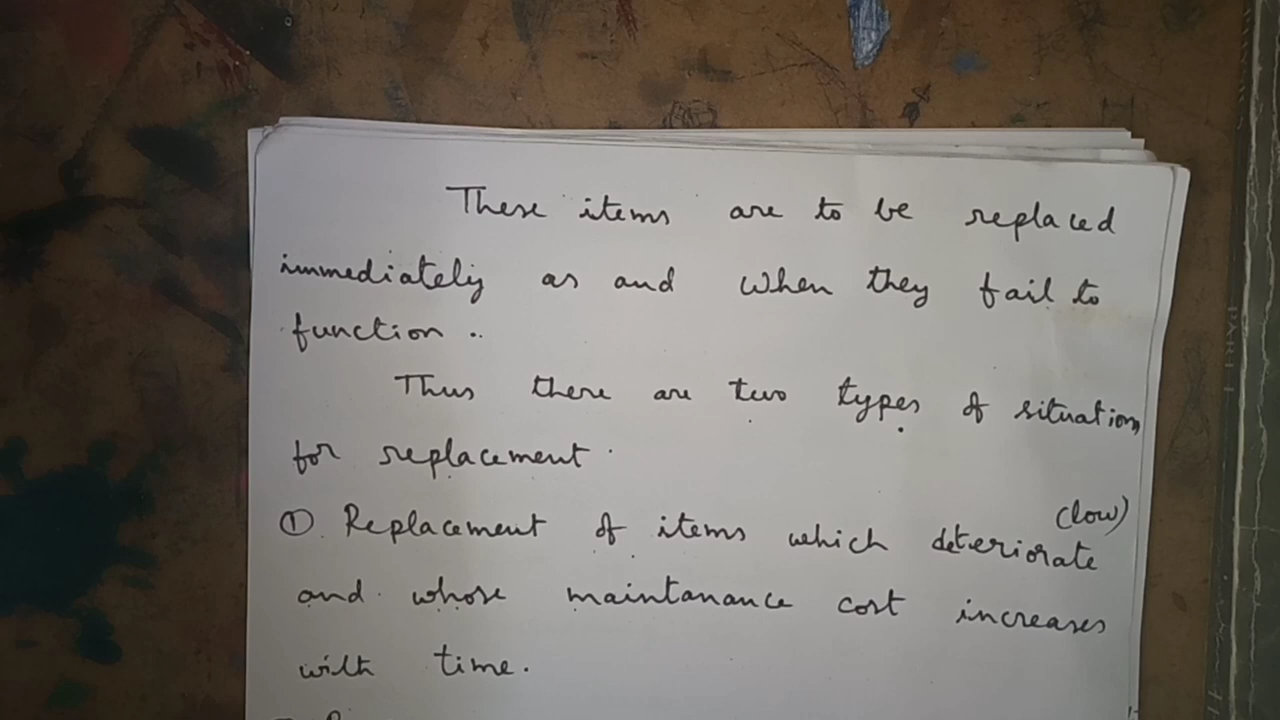 These items are to be replaced
immediately as and when they fail to
function ..
Thus there are two types of situations
for replacement.
(low)
① Replacement of items which deteriorate
and whose maintanance cost increases
with time.